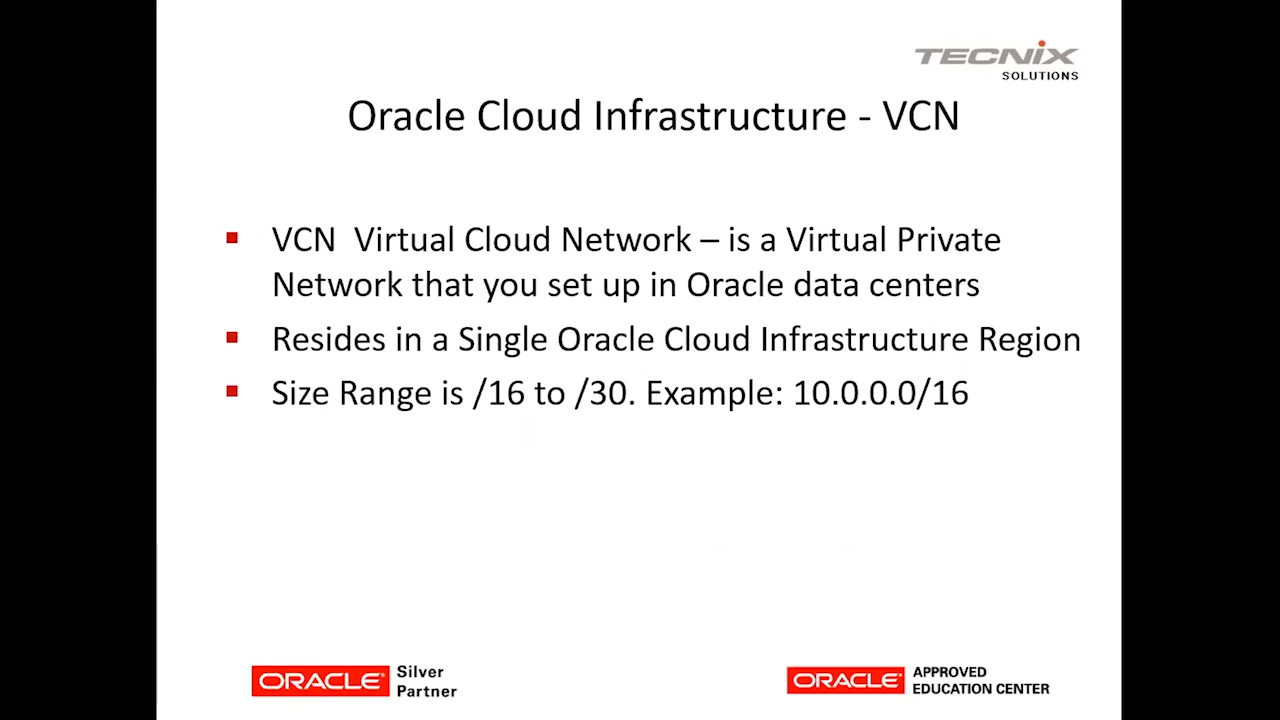 TECNIX
SOLUTIONS
Oracle Cloud Infrastructure - VCN
VCN  Virtual Cloud Network – is a Virtual Private
Network that you set up in Oracle data centers
Resides in a Single Oracle Cloud Infrastructure Region
Size Range is /16 to /30. Example: 10.0.0.0/16
ORACLE Silver
Partner
ORACLE APPROVED
EDUCATION CENTER